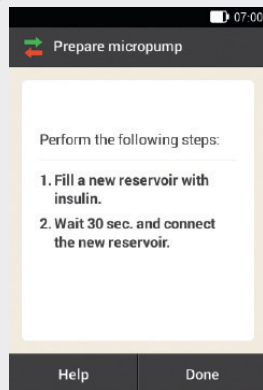 07:00
Prepare micropump
Perform the following steps:
1. Fill a new reservoir with
insulin.
2. Wait 30 sec. and connect
the new reservoir.
Help Done